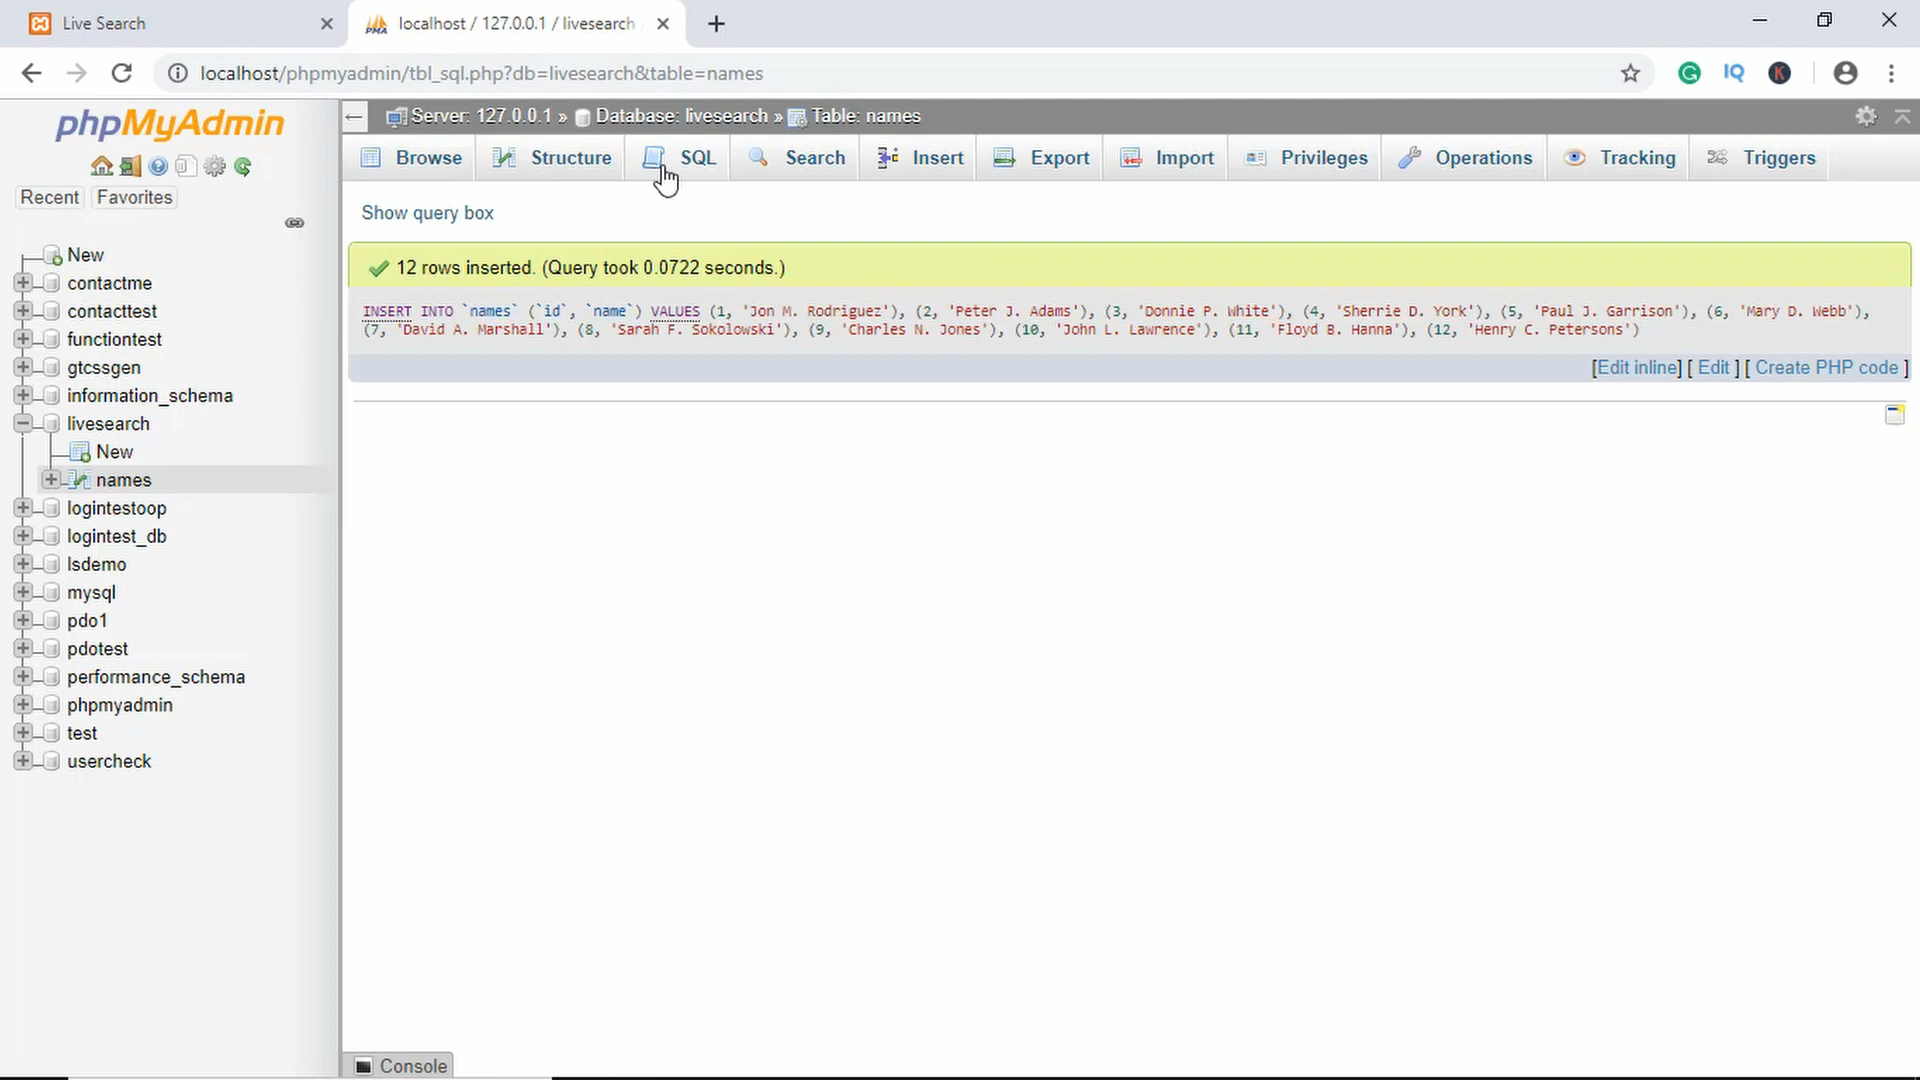 Live Search
localhost / 127.0.0.1 / livesearch
localhost/phpmyadmin/tbl_sql.php?db=livesearch&table=names
IQ
K
phpMyAdmin
Recent
Favorites
New
contactme
contacttest
functiontest
gtcssgen
information_schema
livesearch
New
names
logintestoop
logintest_db
lsdemo
mysql
pdo1
pdotest
performance_schema
phpmyadmin
test
usercheck
Server: 127.0.0.1 » Database: livesearch » Table: names
Browse
Structure
SQL
Search
Insert
Export
Import
Privileges
Operations
Tracking
Triggers
Show query box
12 rows inserted. (Query took 0.0722 seconds.)
INSERT INTO `names` (`id`, `name`) VALUES (1, 'Jon M. Rodriguez'), (2, 'Peter J. Adams'), (3, 'Donnie P. White'), (4, 'Sherrie D. York'), (5, 'Paul J. Garrison'), (6, 'Mary D. Webb'),
(7, 'David A. Marshall'), (8, 'Sarah F. Sokolowski'), (9, 'Charles N. Jones'), (10, 'John L. Lawrence'), (11, 'Floyd B. Hanna'), (12, 'Henry C. Petersons')
[Edit inline] [ Edit ] [ Create PHP code ]
Console